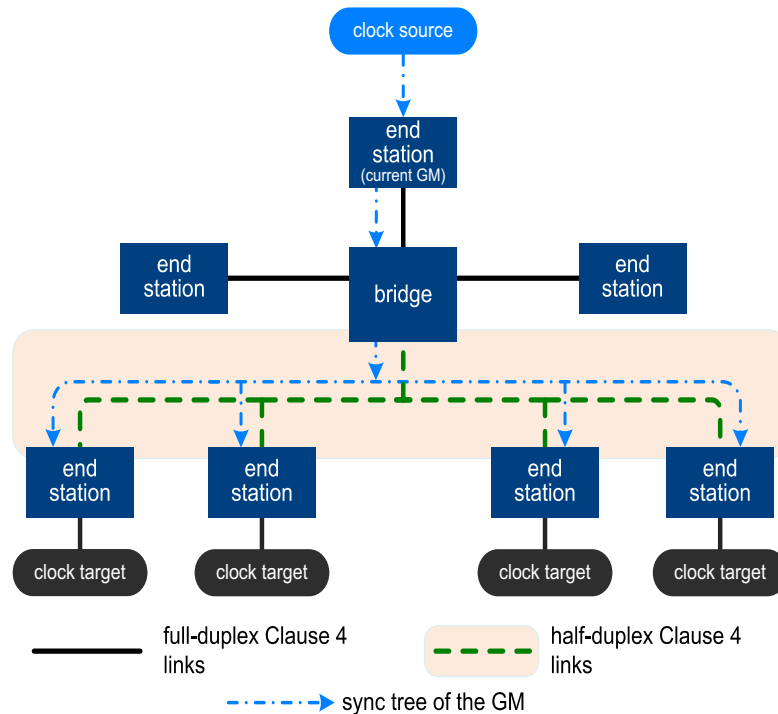 clock source
end
station
(current GM)
end
station
bridge
end
station
end
station
end
station
end
station
end
station
clock target
clock target
clock target
clock target
full-duplex Clause 4
links
half-duplex Clause 4
links
sync tree of the GM